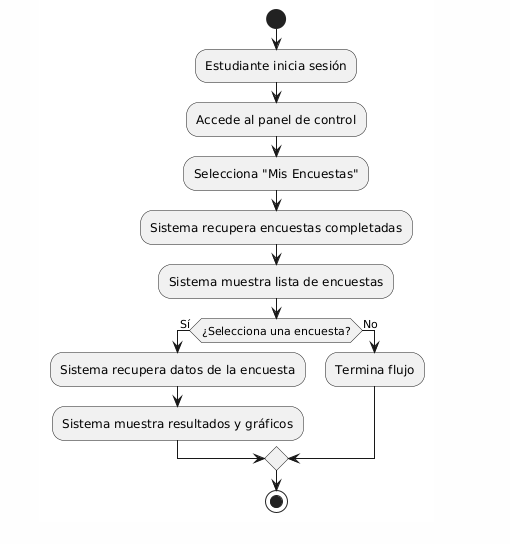 Estudiante inicia sesión
Accede al panel de control
Selecciona "Mis Encuestas"
Sistema recupera encuestas completadas
Sistema muestra lista de encuestas
¿Selecciona una encuesta?
Sí
No
Sistema recupera datos de la encuesta
Termina flujo
Sistema muestra resultados y gráficos